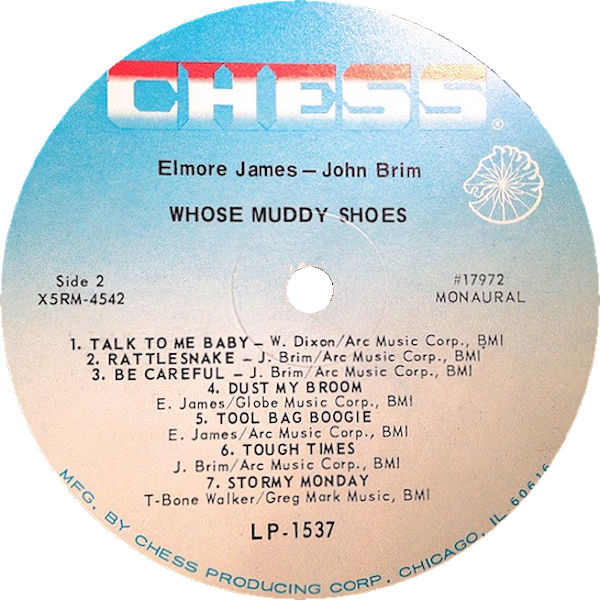 CHESS®
Elmore James – John Brim
WHOSE MUDDY SHOES
Side 2
X5RM-4542
#17972
MONAURAL
1. TALK TO ME BABY – W. Dixon/Arc Music Corp., BMI
2. RATTLESNAKE – J. Brim/Arc Music Corp., BMI
3. BE CAREFUL – J. Brim/Arc Music Corp., BMI
4. DUST MY BROOM
E. James/Globe Music Corp., BMI
5. TOOL BAG BOOGIE
E. James/Arc Music Corp., BMI
6. TOUGH TIMES
J. Brim/Arc Music Corp., BMI
7. STORMY MONDAY
T-Bone Walker/Greg Mark Music, BMI
LP-1537
MFG. BY CHESS PRODUCING CORP. CHICAGO, IL 60616